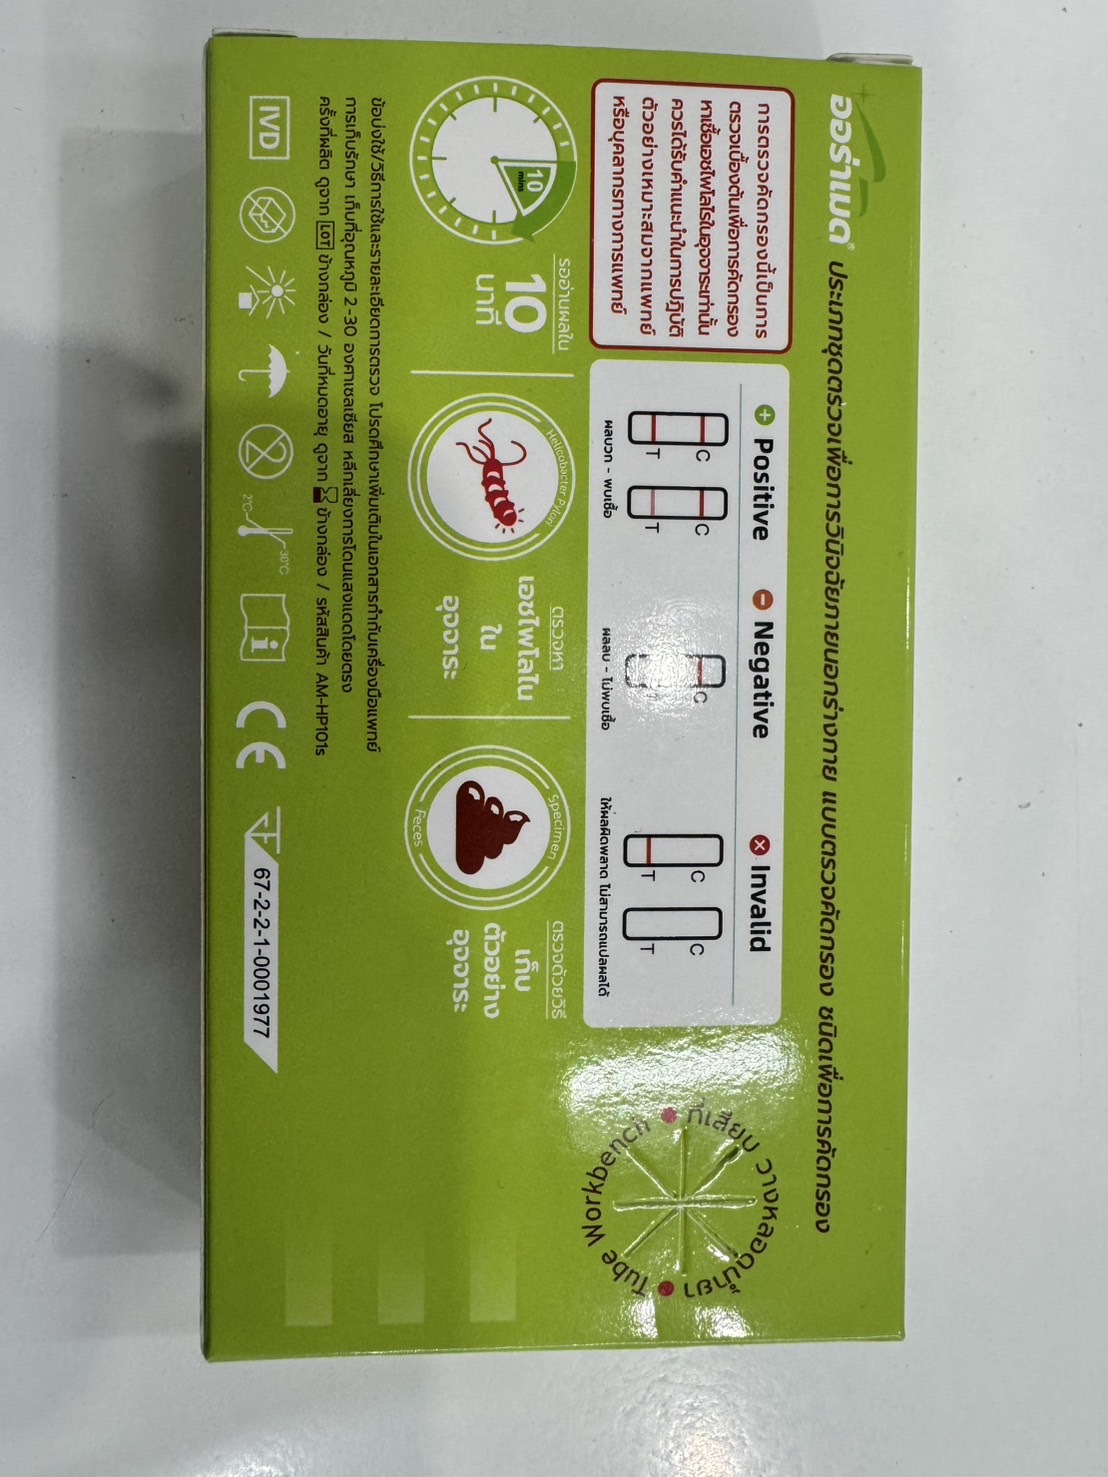 ออร่าเมด® ประเภทชุดตรวจเพื่อการวินิจฉัยภายนอกร่างกาย แบบตรวจคัดกรอง ชนิดเพื่อการคัดกรอง
การตรวจคัดกรองนี้เป็นการ
ตรวจเบื้องต้นเพื่อการคัดกรอง
หาเชื้อเอชไพโลไรในอุจจาระเท่านั้น
ควรได้รับคำแนะนำในการปฏิบัติ
ตัวอย่างเหมาะสมจากแพทย์
หรือบุคลากรทางการแพทย์
Positive
C
T
C
T
ผลบวก - พบเชื้อ
Negative
C
ผลลบ - ไม่พบเชื้อ
Invalid
C
T
C
T
ให้ผลผิดพลาด ไม่สามารถแปลผลได้
ที่เสียบ วางหลอดน้ำยา
Tube Workbench
10
mins
รออ่านผลใน
10
นาที
Helicobacter Pylori
ตรวจหา
เอชไพโลไน
ใน
อุจจาระ
Specimen
Feces
ตรวจด้วยวิธี
เก็บ
ตัวอย่าง
อุจจาระ
ข้อบ่งใช้/วิธีการใช้และรายละเอียดการตรวจ โปรดศึกษาเพิ่มเติมในเอกสารกำกับเครื่องมือแพทย์
การเก็บรักษา เก็บที่อุณหภูมิ 2-30 องศาเซลเซียส หลีกเลี่ยงการโดนแสงแดดโดยตรง
ครั้งที่ผลิต ดูจาก LOT ข้างกล่อง / วันที่หมดอายุ ดูจาก ข้างกล่อง / รหัสสินค้า AM-HP101s
IVD
2
2°C
30°C
i
CE
67-2-2-1-0001977